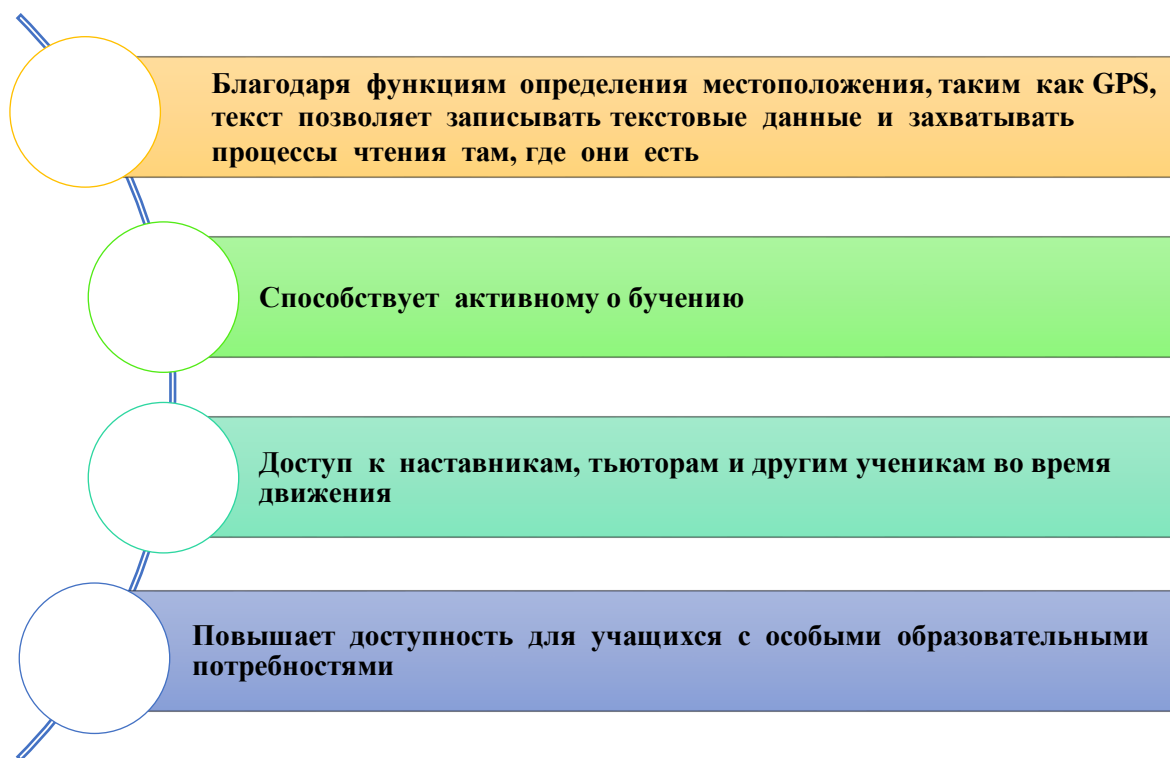 Благодаря функциям определения местоположения, таким как GPS,
текст позволяет записывать текстовые данные и захватывать
процессы чтения там, где они есть
Способствует активному о бучению
Доступ к наставникам, тьюторам и другим ученикам во время
движения
Повышает доступность для учащихся с особыми образовательными
потребностями